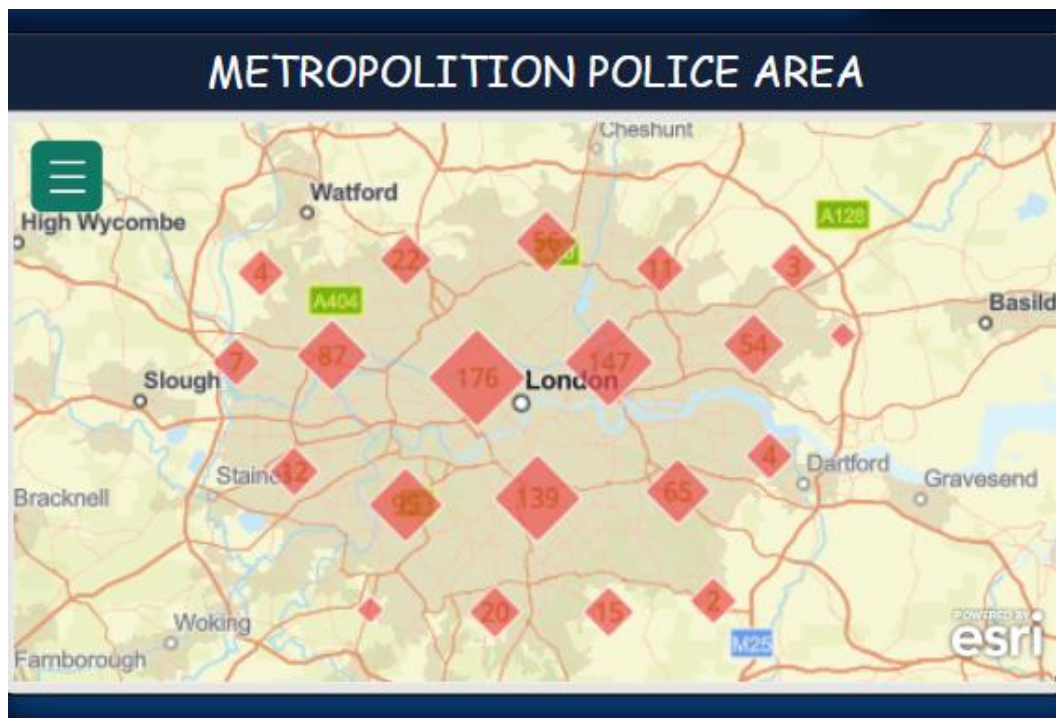 METROPOLITION POLICE AREA
Cheshunt
Watford
High Wycombe
A128
56
22
11
3
4
A404
Basild
54
147
87
7
176
London
Slough
4
Staines
12
Dartford
Gravesend
Bracknell
95
139
65
2
20
15
Woking
POWERED BY
esri
M25
Farnborough